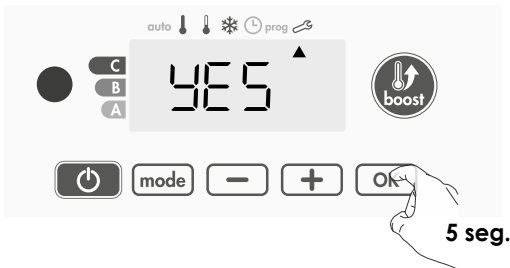 auto prog
C
B
A
YES
boost
mode − + OK
5 seg.